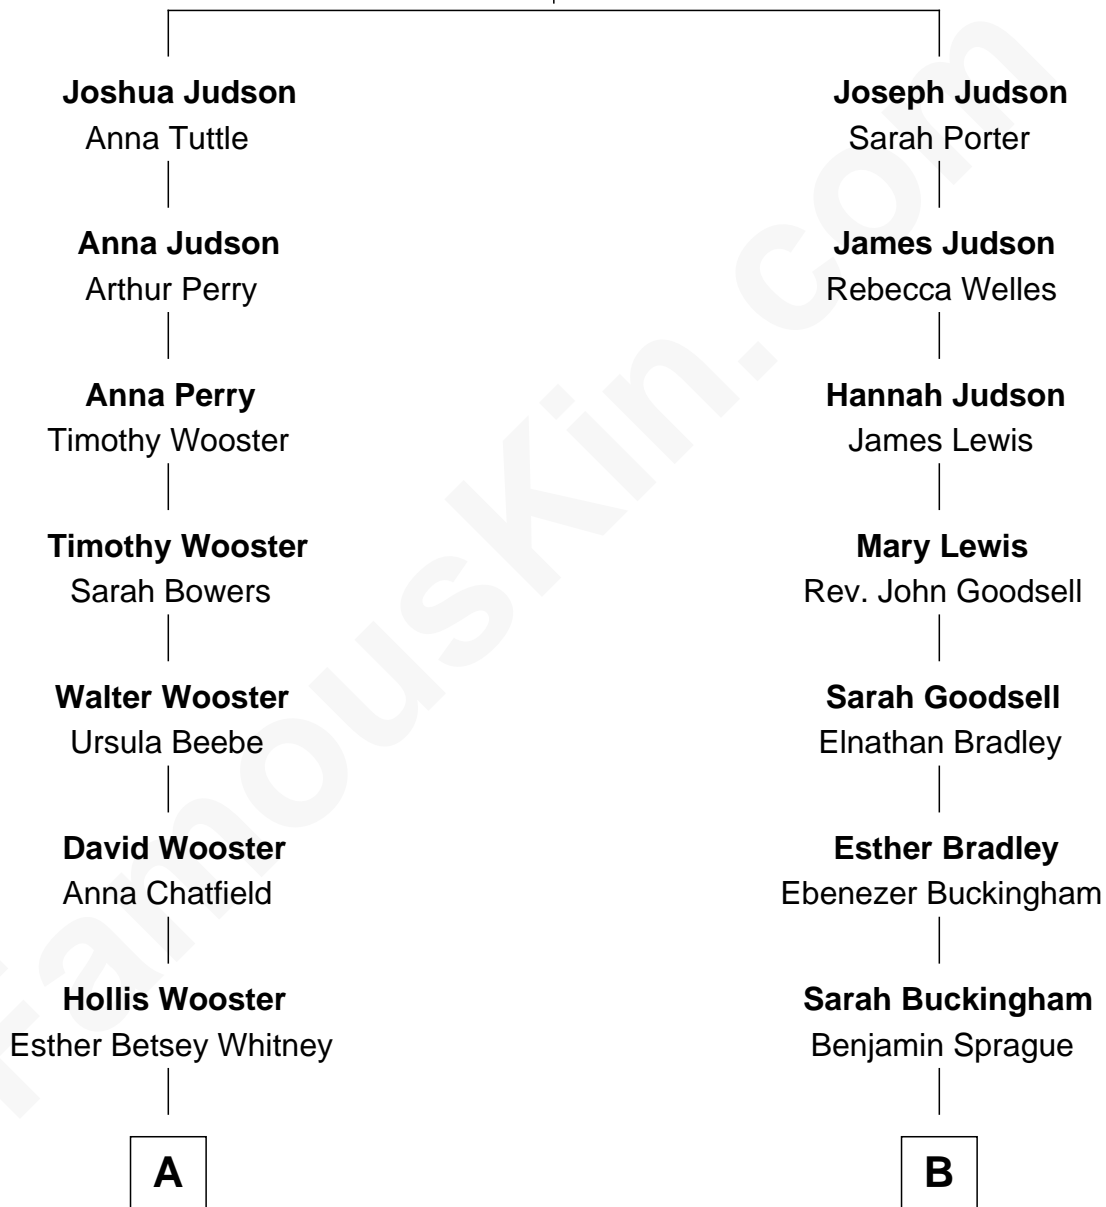 Joshua Judson
Anna Tuttle
Anna Judson
Arthur Perry
Anna Perry
Timothy Wooster
Timothy Wooster
Sarah Bowers
Walter Wooster
Ursula Beebe
David Wooster
Anna Chatfield
Hollis Wooster
Esther Betsey Whitney
A
Joseph Judson
Sarah Porter
James Judson
Rebecca Welles
Hannah Judson
James Lewis
Mary Lewis
Rev. John Goodsell
Sarah Goodsell
Elnathan Bradley
Esther Bradley
Ebenezer Buckingham
Sarah Buckingham
Benjamin Sprague
B
FamousKin.com